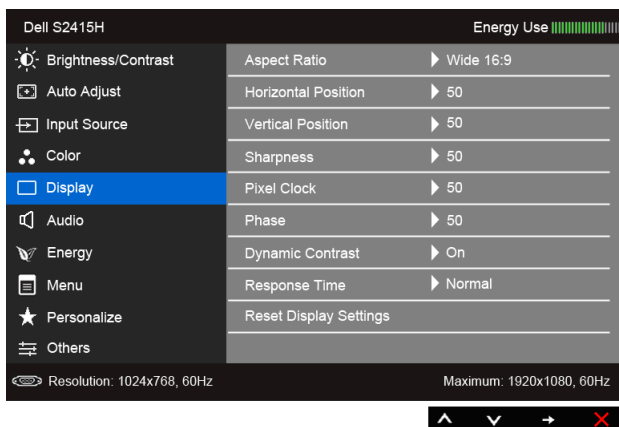 Dell S2415H Energy Use
Brightness/Contrast Aspect Ratio Wide 16:9
Auto Adjust Horizontal Position 50
Input Source Vertical Position 50
Color Sharpness 50
Display Pixel Clock 50
Audio Phase 50
Energy Dynamic Contrast On
Menu Response Time Normal
Personalize Reset Display Settings
Others
Resolution: 1024x768, 60Hz Maximum: 1920x1080, 60Hz